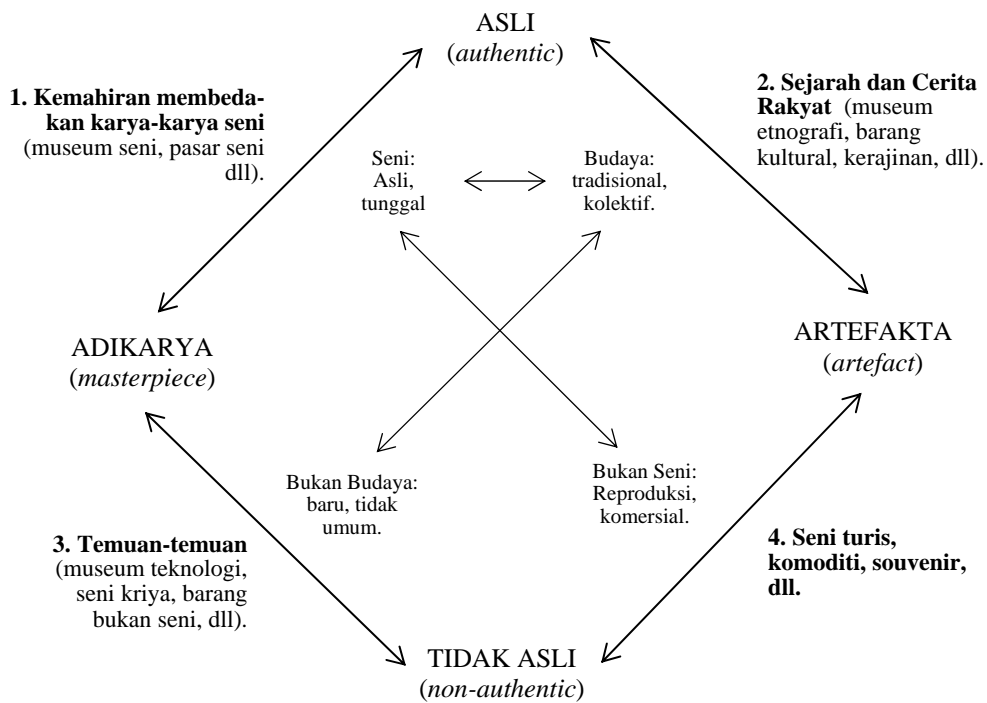 ASLI
(authentic)
1. Kemahiran membeda-
kan karya-karya seni
(museum seni, pasar seni
dll).
2. Sejarah dan Cerita
Rakyat (museum
etnografi, barang
kultural, kerajinan, dll).
Seni:
Asli,
tunggal
Budaya:
tradisional,
kolektif.
ADIKARYA
(masterpiece)
ARTEFAKTA
(artefact)
Bukan Budaya:
baru, tidak
umum.
Bukan Seni:
Reproduksi,
komersial.
3. Temuan-temuan
(museum teknologi,
seni kriya, barang
bukan seni, dll).
4. Seni turis,
komoditi, souvenir,
dll.
TIDAK ASLI
(non-authentic)